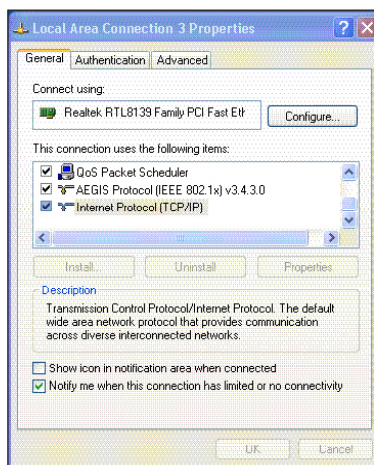 Local Area Connection 3 Properties
General Authentication Advanced
Connect using:
Realtek RTL8139 Family PCI Fast Eth
Configure...
This connection uses the following items:
QoS Packet Scheduler
AEGIS Protocol (IEEE 802.1x) v3.4.3.0
Internet Protocol (TCP/IP)
Install... Uninstall Properties
Description
Transmission Control Protocol/Internet Protocol. The default
wide area network protocol that provides communication
across diverse interconnected networks.
Show icon in notification area when connected
Notify me when this connection has limited or no connectivity
OK Cancel